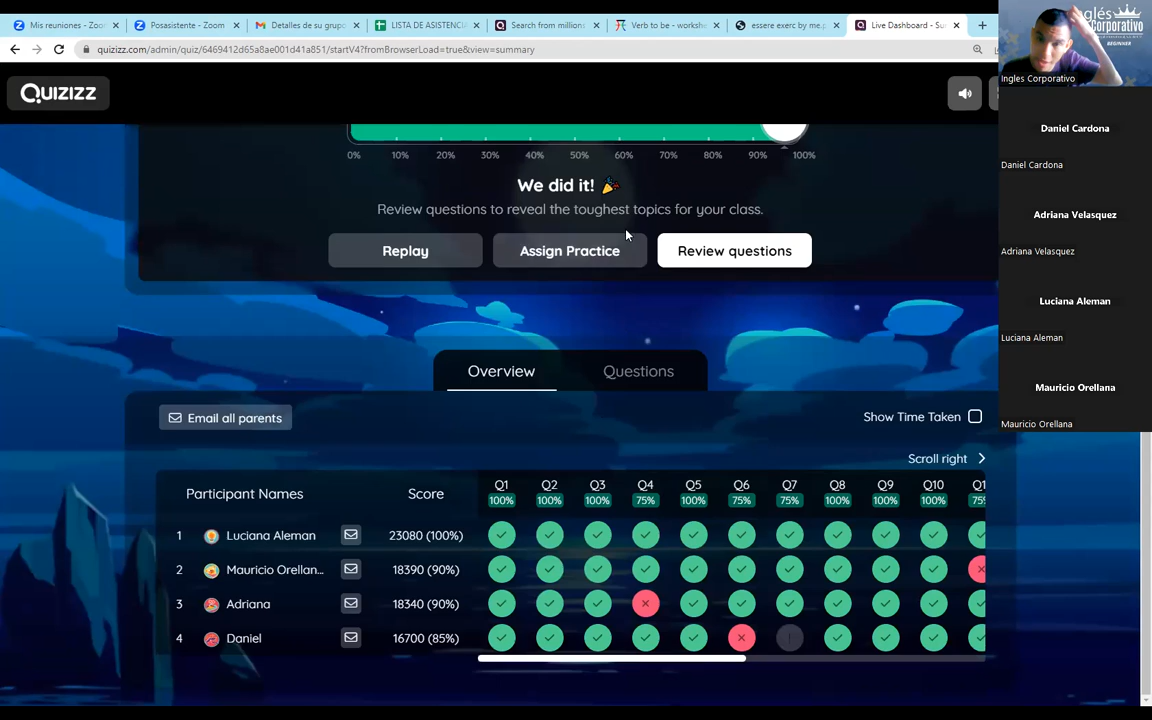 Mis reuniones - Zoo
Posasistente - Zoom
Detalles de su grupo
LISTA DE ASISTENCI
Search from million
Verb to be - workshe
essere exerc by me.p
Live Dashboard - Su
quizizz.com/admin/quiz/6469412d65a8ae001d41a851/startV4?fromBrowserLoad=true&view=summary
Inglés
Corporativo
BEGINNER
Ingles Corporativo
Quizizz
Daniel Cardona
Daniel Cardona
Adriana Velasquez
Adriana Velasquez
Luciana Aleman
Luciana Aleman
Mauricio Orellana
Mauricio Orellana
0% 10% 20% 30% 40% 50% 60% 70% 80% 90% 100%
We did it!
Review questions to reveal the toughest topics for your class.
Replay
Assign Practice
Review questions
Overview
Questions
Email all parents
Show Time Taken
Scroll right
Participant Names Score Q1 Q2 Q3 Q4 Q5 Q6 Q7 Q8 Q9 Q10 Q1
100% 100% 100% 75% 100% 75% 75% 100% 100% 100% 75%
1 Luciana Aleman 23080 (100%)
2 Mauricio Orellan... 18390 (90%)
3 Adriana 18340 (90%)
4 Daniel 16700 (85%)